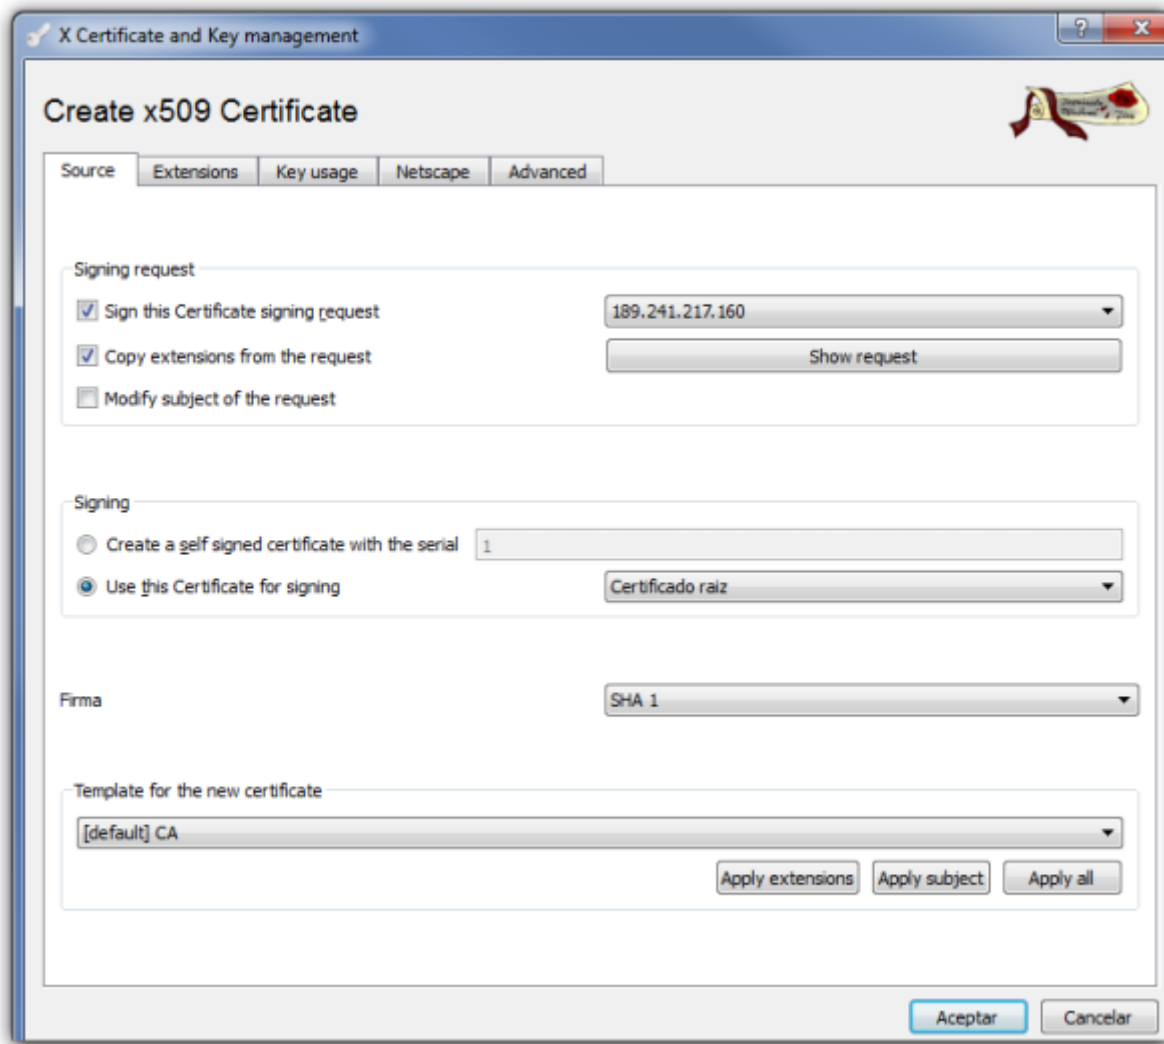 X Certificate and Key management
Create x509 Certificate
Source Extensions Key usage Netscape Advanced
Signing request
Sign this Certificate signing request 189.241.217.160
Copy extensions from the request Show request
Modify subject of the request
Signing
Create a self signed certificate with the serial 1
Use this Certificate for signing Certificado raiz
Firma SHA 1
Template for the new certificate
[default] CA
Apply extensions Apply subject Apply all
Aceptar Cancelar